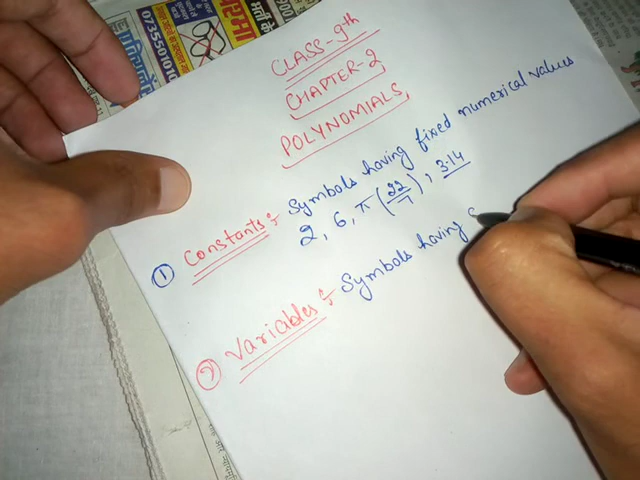 CLASS-9th
CHAPTER-2
POLYNOMIALS
① Constants :- Symbols having fixed numerical values
2, 6, π (22/7), 3.14
② Variables :- Symbols having
0735501010